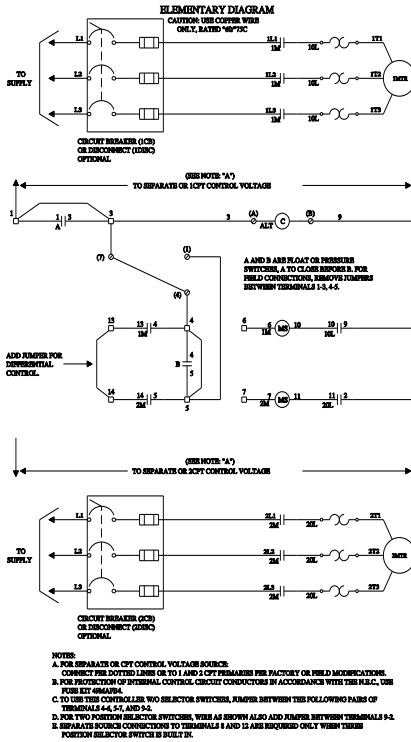 ELEMENTARY DIAGRAM
CAUTION: USE COPPER WIRE
ONLY, RATED "60/"75C
L1 1L1 1M 10L 1T1
TO
SUPPLY
L2 1L2 1M 10L 1T2 1MTR
L3 1L3 1M 10L 1T3
CIRCUIT BREAKER (1CB)
OR DISCONNECT (1DISC)
OPTIONAL
(SEE NOTE: "A")
TO SEPARATE OR 1CPT CONTROL VOLTAGE
1 1 3 A 3 3 (A) ALT C (B) 9
(7) (1)
(4)
A AND B ARE FLOAT OR PRESSURE
SWITCHES, A TO CLOSE BEFORE B. FOR
FIELD CONNECTIONS, REMOVE JUMPERS
BETWEEN TERMINALS 1-3, 4-5.
13 13 4 1M 4 6 6 1M MS 10 10 9 10L
ADD JUMPER FOR
DIFFERENTIAL
CONTROL.
B 4 5
14 14 5 2M 5 7 7 2M MS 11 11 2 20L
(SEE NOTE: "A")
TO SEPARATE OR 2CPT CONTROL VOLTAGE
L1 2L1 2M 20L 2T1
TO
SUPPLY
L2 2L2 2M 20L 2T2 2MTR
L3 2L3 2M 20L 2T3
CIRCUIT BREAKER (2CB)
OR DISCONNECT (2DISC)
OPTIONAL
NOTES:
A. FOR SEPARATE OR CPT CONTROL VOLTAGE SOURCE:
CONNECT PER DOTTED LINES OR TO 1 AND 2 CPT PRIMARIES PER FACTORY OR FIELD MODIFICATIONS.
B. FOR PROTECTION OF INTERNAL CONTROL CIRCUIT CONDUCTORS IN ACCORDANCE WITH THE N.E.C., USE
FUSE KIT 49MAFB4.
C. TO USE THIS CONTROLLER W/O SELECTOR SWITCHES, JUMPER BETWEEN THE FOLLOWING PAIRS OF
TERMINALS 4-6, 5-7, AND 9-2.
D. FOR TWO POSITION SELECTOR SWITCHES, WIRE AS SHOWN ALSO ADD JUMPER BETWEEN TERMINALS 9-2.
E. SEPARATE SOURCE CONNECTIONS TO TERMINALS 8 AND 12 ARE REQUIRED ONLY WHEN THREE
POSITION SELECTOR SWITCH IS BUILT IN.